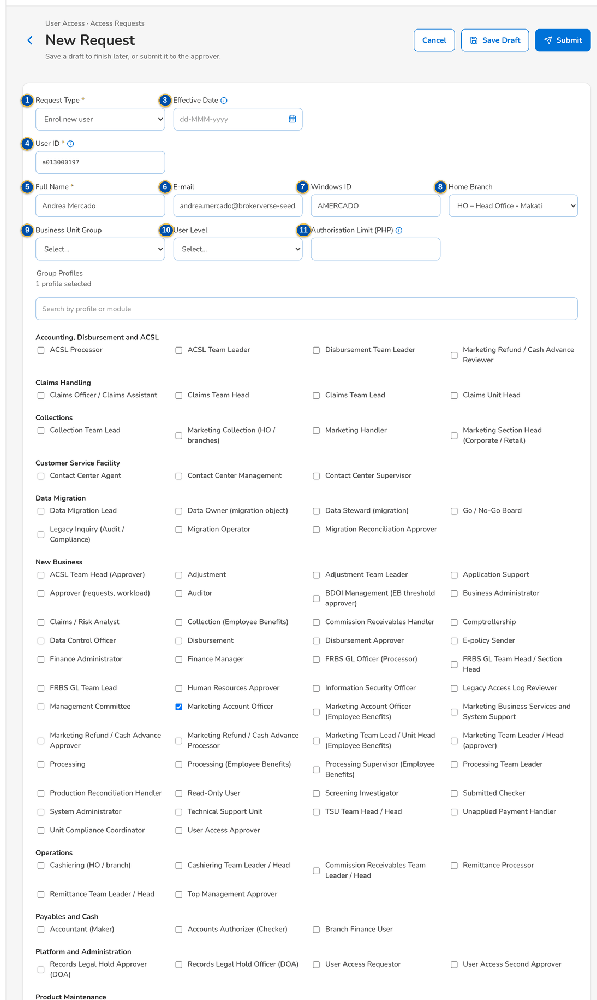 User Access · Access Requests
New Request
Save a draft to finish later, or submit it to the approver.
Cancel
Save Draft
Submit
1 Request Type *
3 Effective Date
Enrol new user
dd-MMM-yyyy
4 User ID *
a013000197
5 Full Name *
6 E-mail
7 Windows ID
8 Home Branch
Andrea Mercado
andrea.mercado@brokerverse-seed.
AMERCADO
HO – Head Office - Makati
9 Business Unit Group
10 User Level
11 Authorisation Limit (PHP)
Select...
Select...
Group Profiles
1 profile selected
Search by profile or module
Accounting, Disbursement and ACSL
ACSL Processor
ACSL Team Leader
Disbursement Team Leader
Marketing Refund / Cash Advance
Reviewer
Claims Handling
Claims Officer / Claims Assistant
Claims Team Head
Claims Team Lead
Claims Unit Head
Collections
Collection Team Lead
Marketing Collection (HO /
branches)
Marketing Handler
Marketing Section Head
(Corporate / Retail)
Customer Service Facility
Contact Center Agent
Contact Center Management
Contact Center Supervisor
Data Migration
Data Migration Lead
Data Owner (migration object)
Data Steward (migration)
Go / No-Go Board
Legacy Inquiry (Audit /
Compliance)
Migration Operator
Migration Reconciliation Approver
New Business
ACSL Team Head (Approver)
Adjustment
Adjustment Team Leader
Application Support
Approver (requests, workload)
Auditor
BDOI Management (EB threshold
approver)
Business Administrator
Claims / Risk Analyst
Collection (Employee Benefits)
Commission Receivables Handler
Comptrollership
Data Control Officer
Disbursement
Disbursement Approver
E-policy Sender
Finance Administrator
Finance Manager
FRBS GL Officer (Processor)
FRBS GL Team Head / Section
Head
FRBS GL Team Lead
Human Resources Approver
Information Security Officer
Legacy Access Log Reviewer
Management Committee
Marketing Account Officer
Marketing Account Officer
(Employee Benefits)
Marketing Business Services and
System Support
Marketing Refund / Cash Advance
Approver
Marketing Refund / Cash Advance
Processor
Marketing Team Lead / Unit Head
(Employee Benefits)
Marketing Team Leader / Head
(approver)
Processing
Processing (Employee Benefits)
Processing Supervisor (Employee
Benefits)
Processing Team Leader
Production Reconciliation Handler
Read-Only User
Screening Investigator
Submitted Checker
System Administrator
Technical Support Unit
TSU Team Head / Head
Unapplied Payment Handler
Unit Compliance Coordinator
User Access Approver
Operations
Cashiering (HO / branch)
Cashiering Team Leader / Head
Commission Receivables Team
Leader / Head
Remittance Processor
Remittance Team Leader / Head
Top Management Approver
Payables and Cash
Accountant (Maker)
Accounts Authorizer (Checker)
Branch Finance User
Platform and Administration
Records Legal Hold Approver
(DOA)
Records Legal Hold Officer (DOA)
User Access Requestor
User Access Second Approver
Product Maintenance